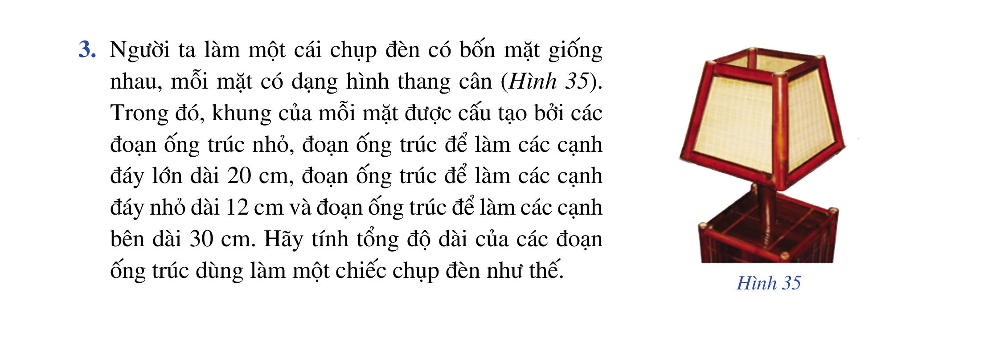 3. Người ta làm một cái chụp đèn có bốn mặt giống
nhau, mỗi mặt có dạng hình thang cân (Hình 35).
Trong đó, khung của mỗi mặt được cấu tạo bởi các
đoạn ống trúc nhỏ, đoạn ống trúc để làm các cạnh
đáy lớn dài 20 cm, đoạn ống trúc để làm các cạnh
đáy nhỏ dài 12 cm và đoạn ống trúc để làm các cạnh
bên dài 30 cm. Hãy tính tổng độ dài của các đoạn
ống trúc dùng làm một chiếc chụp đèn như thế.
Hình 35